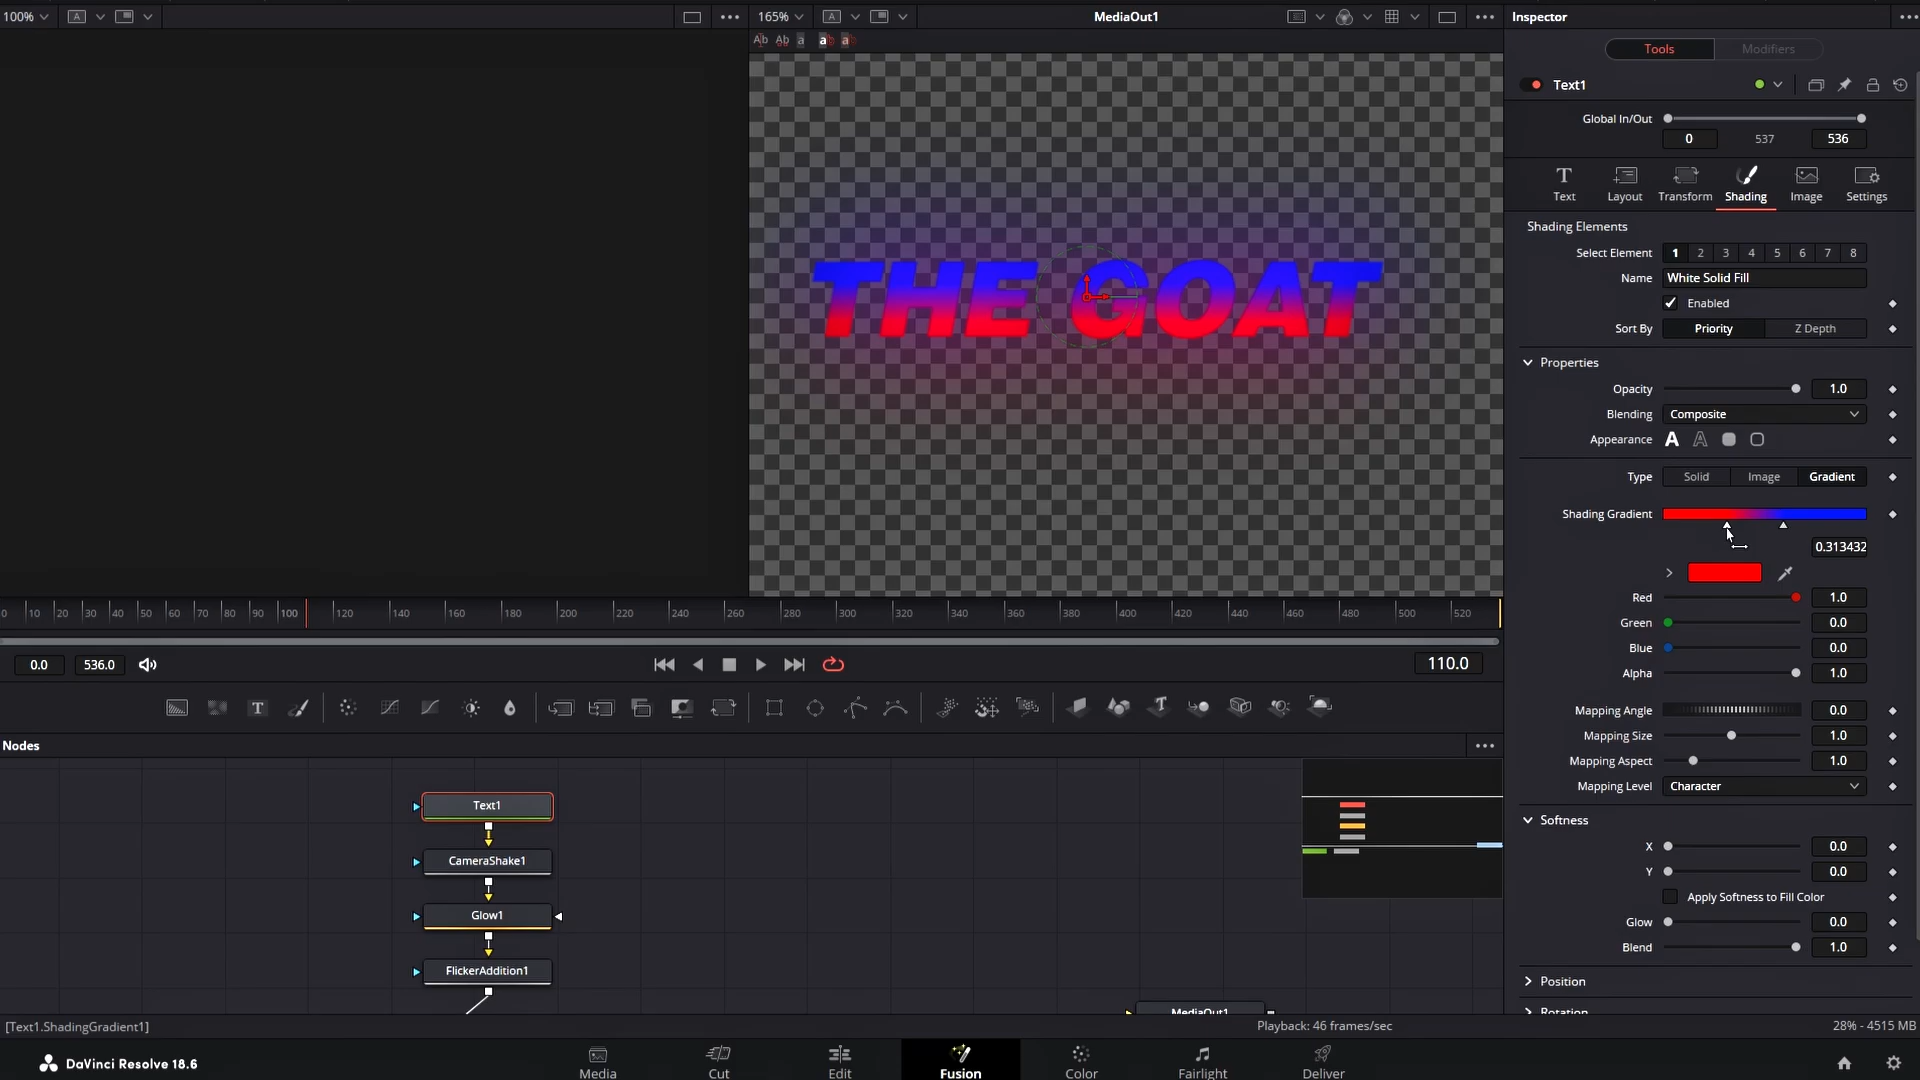 100%
A
165%
A
MediaOut1
Inspector
Ab Ab a ab a
Tools Modifiers
Text1
Global In/Out
0 537 536
T
Text Layout Transform Shading Image Settings
Shading Elements
Select Element 1 2 3 4 5 6 7 8
Name White Solid Fill
Enabled
Sort By Priority Z Depth
Properties
Opacity 1.0
Blending Composite
Appearance A A
Type Solid Image Gradient
Shading Gradient
0.313432
Red 1.0
Green 0.0
Blue 0.0
Alpha 1.0
Mapping Angle 0.0
Mapping Size 1.0
Mapping Aspect 1.0
Mapping Level Character
Softness
X 0.0
Y 0.0
Apply Softness to Fill Color
Glow 0.0
Blend 1.0
Position
Rotation
THE GOAT
0 10 20 30 40 50 60 70 80 90 100 120 140 160 180 200 220 240 260 280 300 320 340 360 380 400 420 440 460 480 500 520
0.0 536.0 110.0
T T
Nodes
Text1
CameraShake1
Glow1
FlickerAddition1
MediaOut1
[Text1.ShadingGradient1]
Playback: 46 frames/sec
28% - 4515 MB
DaVinci Resolve 18.6
Media Cut Edit Fusion Color Fairlight Deliver